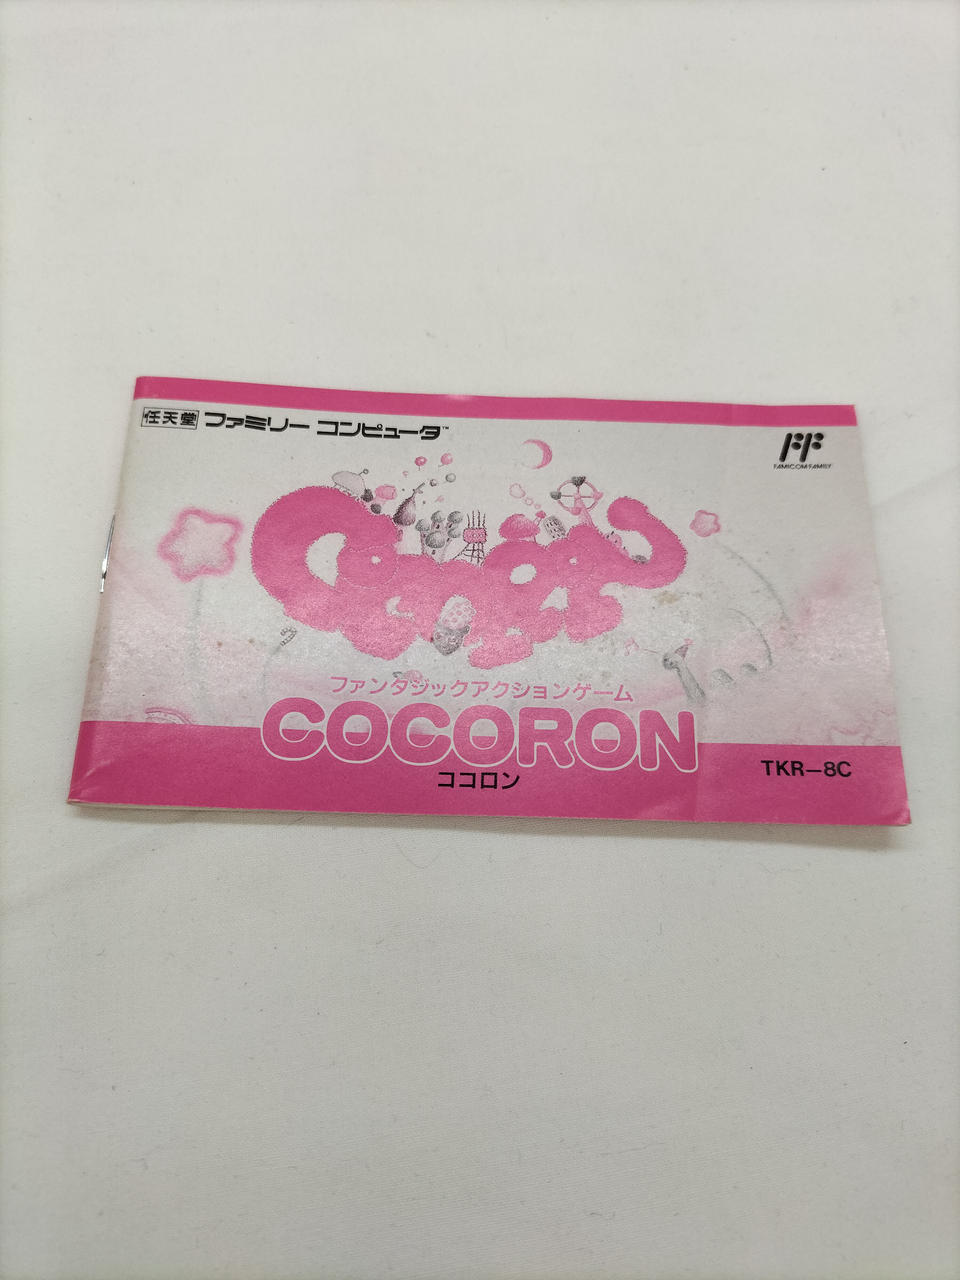 任天堂 ファミリー コンピュータ™
FF
FAMICOM FAMILY
Cocoron
ファンタジックアクションゲーム
COCORON
ココロン
TKR–8C